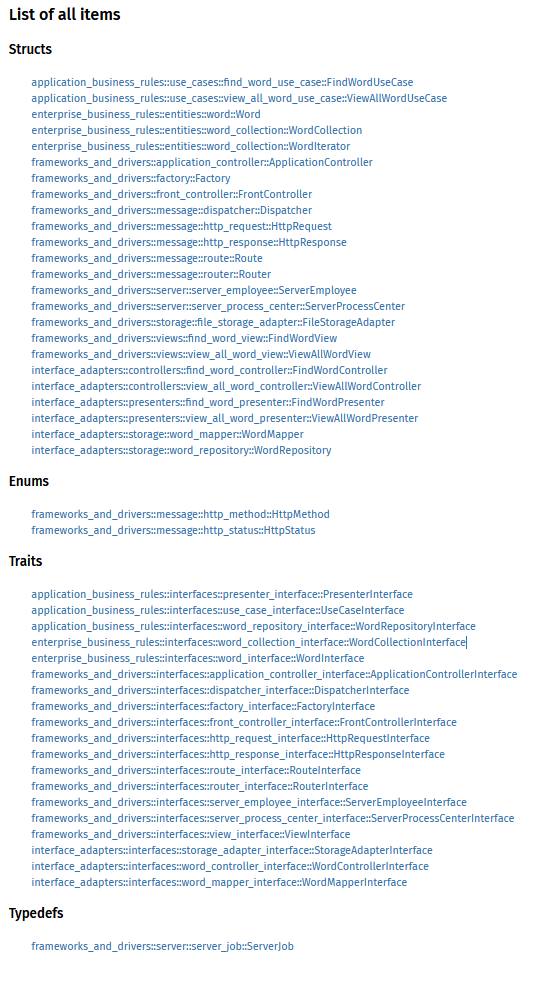 List of all items
Structs
application_business_rules::use_cases::find_word_use_case::FindWordUseCase
application_business_rules::use_cases::view_all_word_use_case::ViewAllWordUseCase
enterprise_business_rules::entities::word::Word
enterprise_business_rules::entities::word_collection::WordCollection
enterprise_business_rules::entities::word_collection::WordIterator
frameworks_and_drivers::application_controller::ApplicationController
frameworks_and_drivers::factory::Factory
frameworks_and_drivers::front_controller::FrontController
frameworks_and_drivers::message::dispatcher::Dispatcher
frameworks_and_drivers::message::http_request::HttpRequest
frameworks_and_drivers::message::http_response::HttpResponse
frameworks_and_drivers::message::route::Route
frameworks_and_drivers::message::router::Router
frameworks_and_drivers::server::server_employee::ServerEmployee
frameworks_and_drivers::server::server_process_center::ServerProcessCenter
frameworks_and_drivers::storage::file_storage_adapter::FileStorageAdapter
frameworks_and_drivers::views::find_word_view::FindWordView
frameworks_and_drivers::views::view_all_word_view::ViewAllWordView
interface_adapters::controllers::find_word_controller::FindWordController
interface_adapters::controllers::view_all_word_controller::ViewAllWordController
interface_adapters::presenters::find_word_presenter::FindWordPresenter
interface_adapters::presenters::view_all_word_presenter::ViewAllWordPresenter
interface_adapters::storage::word_mapper::WordMapper
interface_adapters::storage::word_repository::WordRepository
Enums
frameworks_and_drivers::message::http_method::HttpMethod
frameworks_and_drivers::message::http_status::HttpStatus
Traits
application_business_rules::interfaces::presenter_interface::PresenterInterface
application_business_rules::interfaces::use_case_interface::UseCaseInterface
application_business_rules::interfaces::word_repository_interface::WordRepositoryInterface
enterprise_business_rules::interfaces::word_collection_interface::WordCollectionInterface
enterprise_business_rules::interfaces::word_interface::WordInterface
frameworks_and_drivers::interfaces::application_controller_interface::ApplicationControllerInterface
frameworks_and_drivers::interfaces::dispatcher_interface::DispatcherInterface
frameworks_and_drivers::interfaces::factory_interface::FactoryInterface
frameworks_and_drivers::interfaces::front_controller_interface::FrontControllerInterface
frameworks_and_drivers::interfaces::http_request_interface::HttpRequestInterface
frameworks_and_drivers::interfaces::http_response_interface::HttpResponseInterface
frameworks_and_drivers::interfaces::route_interface::RouteInterface
frameworks_and_drivers::interfaces::router_interface::RouterInterface
frameworks_and_drivers::interfaces::server_employee_interface::ServerEmployeeInterface
frameworks_and_drivers::interfaces::server_process_center_interface::ServerProcessCenterInterface
frameworks_and_drivers::interfaces::view_interface::ViewInterface
interface_adapters::interfaces::storage_adapter_interface::StorageAdapterInterface
interface_adapters::interfaces::word_controller_interface::WordControllerInterface
interface_adapters::interfaces::word_mapper_interface::WordMapperInterface
Typedefs
frameworks_and_drivers::server::server_job::ServerJob